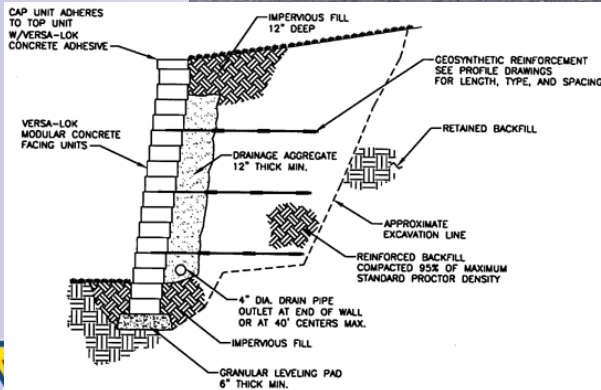 CAP UNIT ADHERES
TO TOP UNIT
W/VERSA-LOK
CONCRETE ADHESIVE
IMPERVIOUS FILL
12" DEEP
GEOSYNTHETIC REINFORCEMENT
SEE PROFILE DRAWINGS
FOR LENGTH, TYPE, AND SPACING
VERSA-LOK
MODULAR CONCRETE
FACING UNITS
RETAINED BACKFILL
DRAINAGE AGGREGATE
12" THICK MIN.
APPROXIMATE
EXCAVATION LINE
REINFORCED BACKFILL
COMPACTED 95% OF MAXIMUM
STANDARD PROCTOR DENSITY
4" DIA. DRAIN PIPE
OUTLET AT END OF WALL
OR AT 40' CENTERS MAX.
IMPERVIOUS FILL
GRANULAR LEVELING PAD
6" THICK MIN.